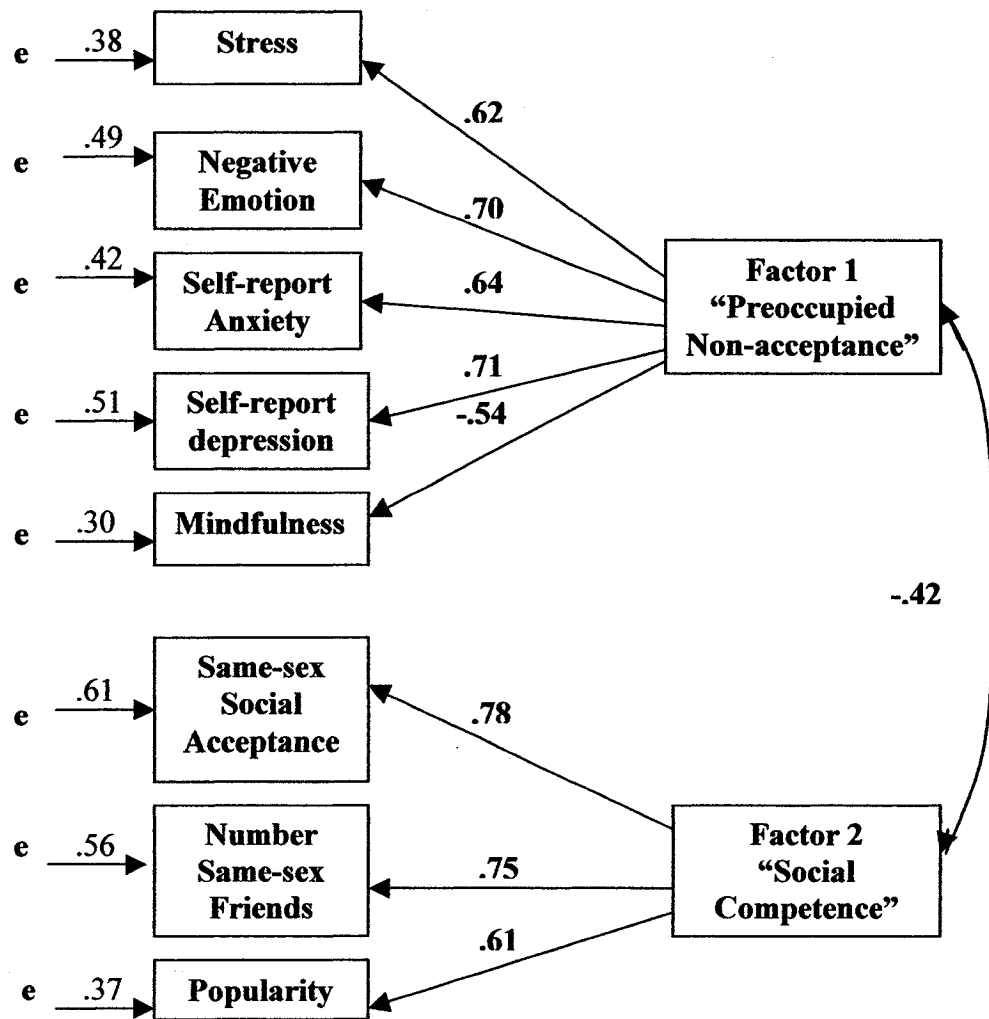 e
.38
Stress
.62
e
.49
Negative
Emotion
.70
e
.42
Self-report
Anxiety
.64
Factor 1
“Preoccupied
Non-acceptance”
e
.51
Self-report
depression
.71
-.54
e
.30
Mindfulness
-.42
e
.61
Same-sex
Social
Acceptance
.78
e
.56
Number
Same-sex
Friends
.75
Factor 2
“Social
Competence”
.61
e
.37
Popularity